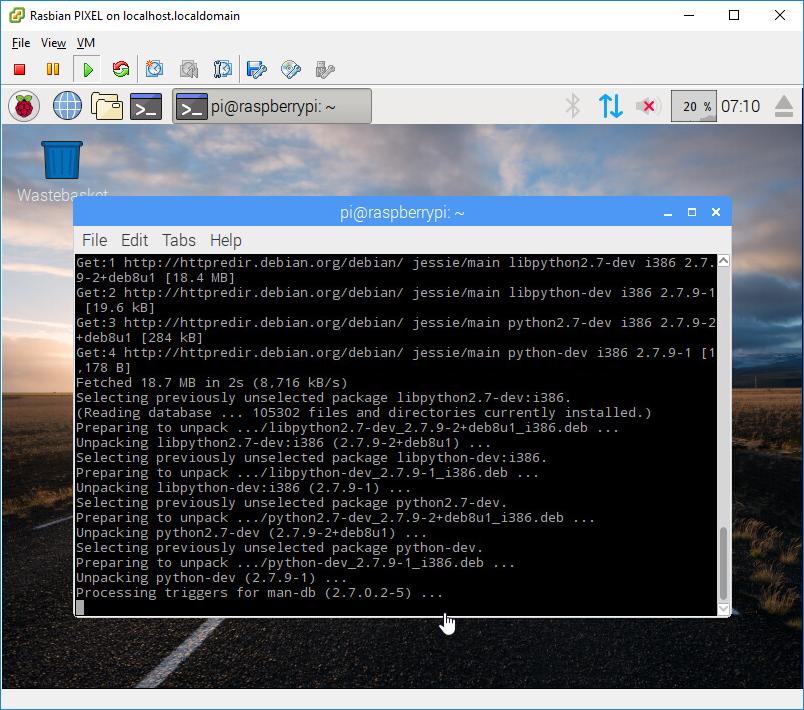 Rasbian PIXEL on localhost.localdomain
File View VM
pi@raspberrypi: ~
20 % 07:10
Wastebasket
pi@raspberrypi: ~
File Edit Tabs Help
Get:1 http://httpredir.debian.org/debian/ jessie/main libpython2.7-dev i386 2.7.
9-2+deb8u1 [18.4 MB]
Get:2 http://httpredir.debian.org/debian/ jessie/main libpython-dev i386 2.7.9-1
[19.6 kB]
Get:3 http://httpredir.debian.org/debian/ jessie/main python2.7-dev i386 2.7.9-2
+deb8u1 [284 kB]
Get:4 http://httpredir.debian.org/debian/ jessie/main python-dev i386 2.7.9-1 [1
,178 B]
Fetched 18.7 MB in 2s (8,716 kB/s)
Selecting previously unselected package libpython2.7-dev:i386.
(Reading database ... 105302 files and directories currently installed.)
Preparing to unpack .../libpython2.7-dev_2.7.9-2+deb8u1_i386.deb ...
Unpacking libpython2.7-dev:i386 (2.7.9-2+deb8u1) ...
Selecting previously unselected package libpython-dev:i386.
Preparing to unpack .../libpython-dev_2.7.9-1_i386.deb ...
Unpacking libpython-dev:i386 (2.7.9-1) ...
Selecting previously unselected package python2.7-dev.
Preparing to unpack .../python2.7-dev_2.7.9-2+deb8u1_i386.deb ...
Unpacking python2.7-dev (2.7.9-2+deb8u1) ...
Selecting previously unselected package python-dev.
Preparing to unpack .../python-dev_2.7.9-1_i386.deb ...
Unpacking python-dev (2.7.9-1) ...
Processing triggers for man-db (2.7.0.2-5) ...